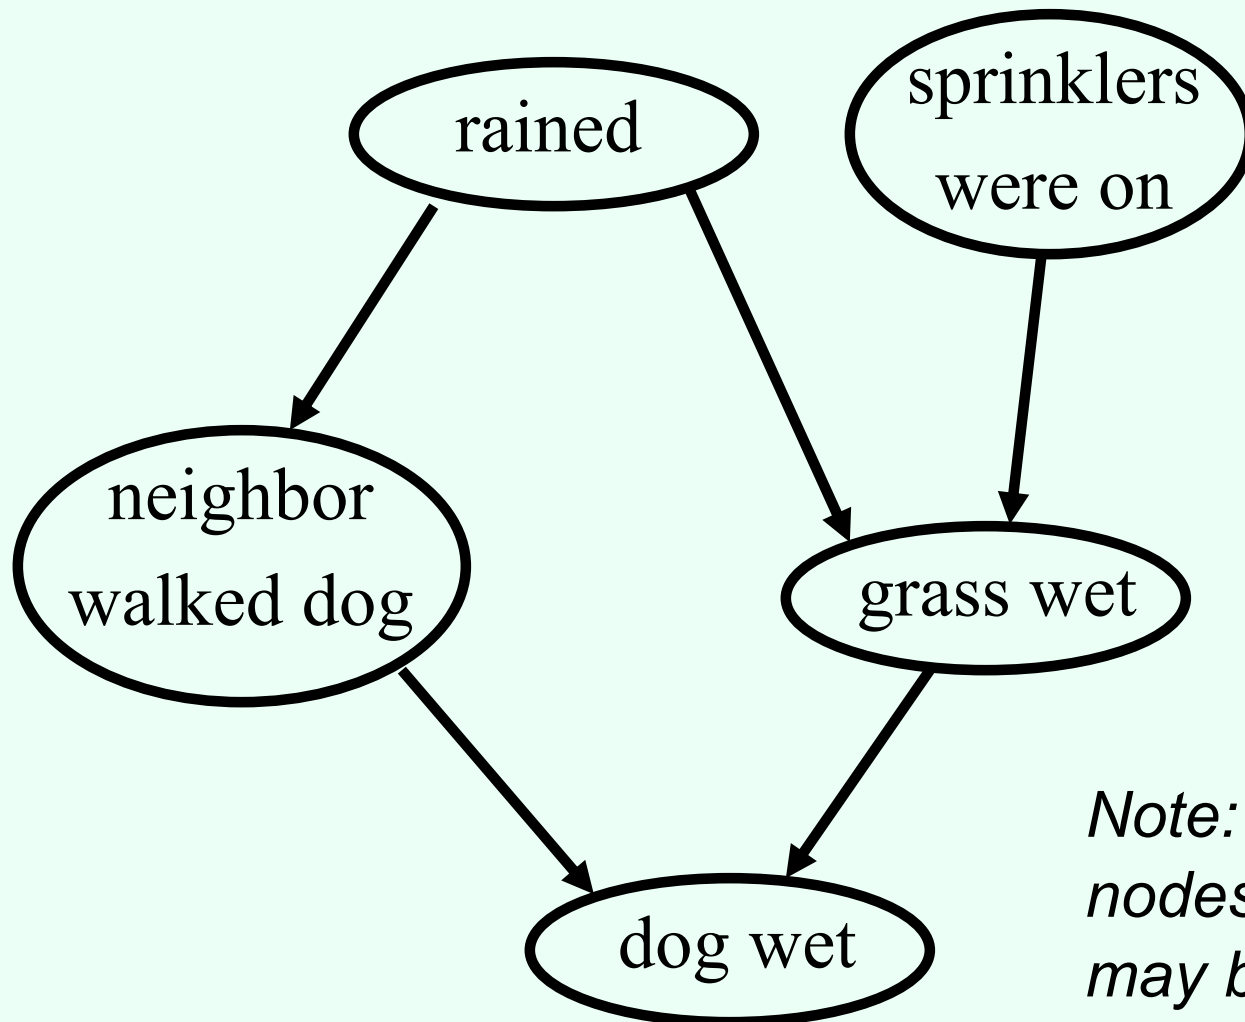 rained
sprinklers
were on
neighbor
walked dog
grass wet
dog wet
Note:
nodes
may